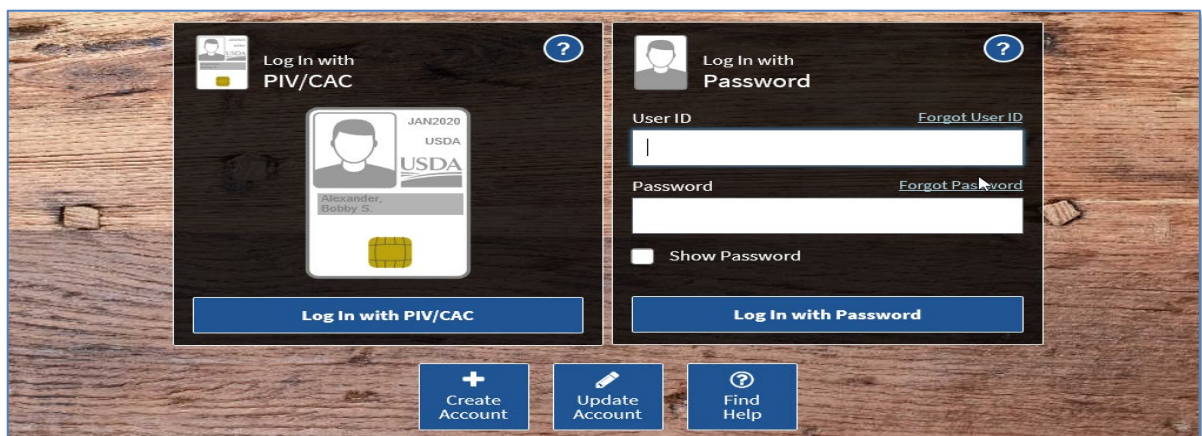 Log In with
PIV/CAC
?
JAN2020
USDA
USDA
Alexander,
Bobby S.
Log In with PIV/CAC
Log In with
Password
?
User ID
Forgot User ID
Password
Forgot Password
Show Password
Log In with Password
Create
Account
Update
Account
?
Find
Help